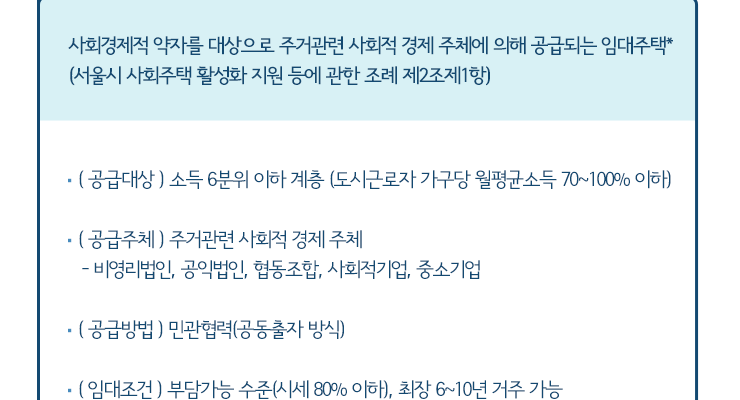 사회경제적 약자를 대상으로 주거관련 사회적 경제 주체에 의해 공급되는 임대주택*
(서울시 사회주택 활성화 지원 등에 관한 조례 제2조제1항)
· ( 공급대상 ) 소득 6분위 이하 계층 (도시근로자 가구당 월평균소득 70~100% 이하)
· ( 공급주체 ) 주거관련 사회적 경제 주체
- 비영리법인, 공익법인, 협동조합, 사회적기업, 중소기업
· ( 공급방법 ) 민관협력(공동출자 방식)
· ( 임대조건 ) 부담가능 수준(시세 80% 이하), 최장 6~10년 거주 가능